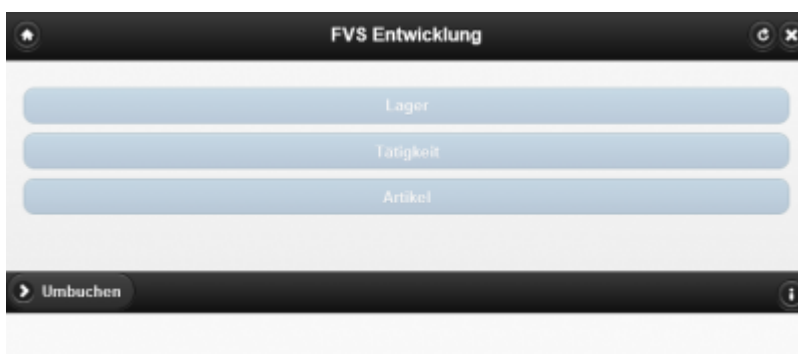 FVS Entwicklung
Lager
Tätigkeit
Artikel
Umbuchen